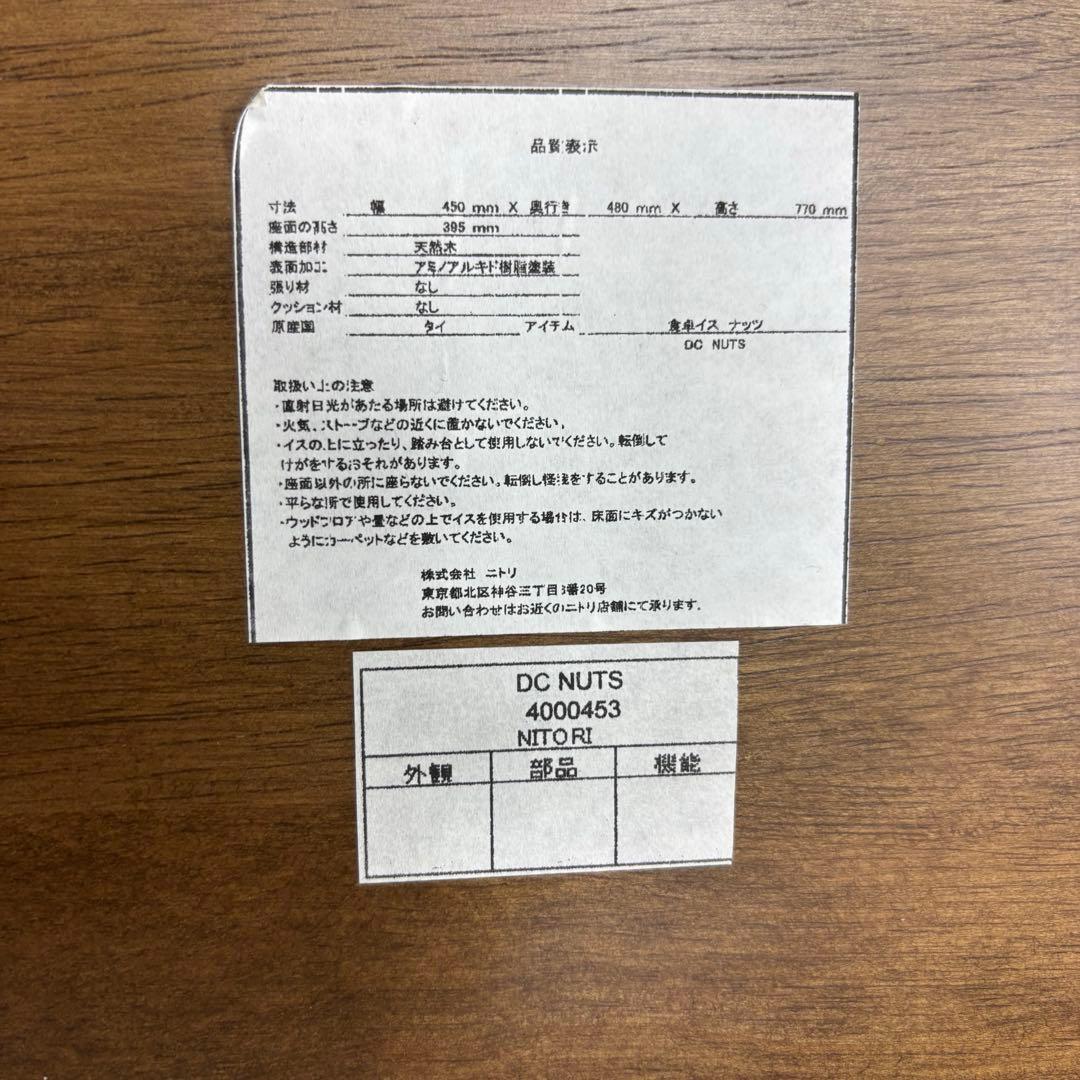 品質表示
寸法 幅 450 mm X 奥行き 480 mm X 高さ 770 mm
座面の高さ 395 mm
構造部材 天然木
表面加工 アミノアルキド樹脂塗装
張り材 なし
クッション材 なし
原産国 タイ アイテム 食卓イス ナッツ
DC NUTS
取扱い上の注意
・直射日光があたる場所は避けてください。
・火気、ストーブなどの近くに置かないでください。
・イスの上に立ったり、踏み台として使用しないでください。転倒して
けがをするおそれがあります。
・座面以外の所に座らないでください。転倒し怪我をすることがあります。
・平らな所で使用してください。
・ウッドフロアや畳などの上でイスを使用する場合は、床面にキズがつかない
ようにカーペットなどを敷いてください。
株式会社 ニトリ
東京都北区神谷三丁目6番20号
お問い合わせはお近くのニトリ店舗にて承ります。
DC NUTS
4000453
NITORI
外観 部品 機能